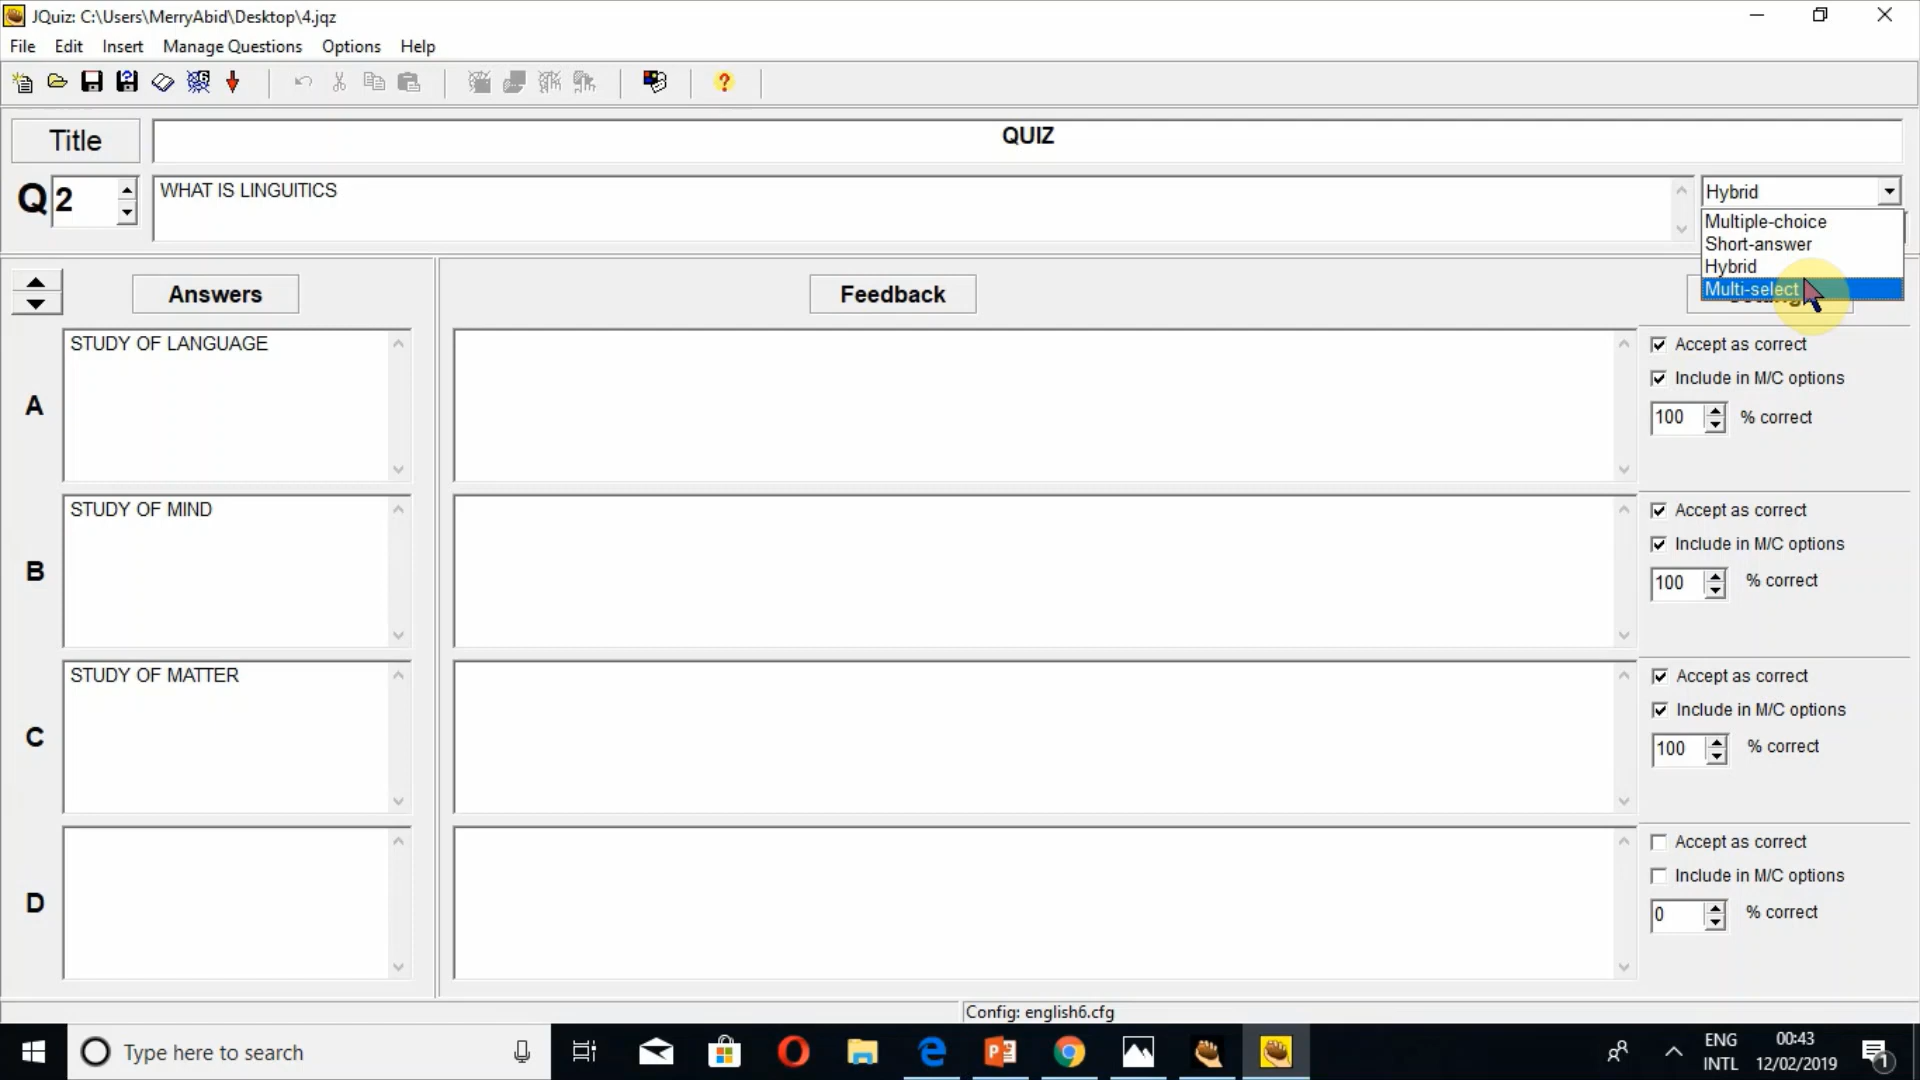 JQuiz: C:\Users\MerryAbid\Desktop\4.jqz
File Edit Insert Manage Questions Options Help
Title
QUIZ
Q 2
WHAT IS LINGUITICS
Hybrid
Multiple-choice
Short-answer
Hybrid
Multi-select
Answers
Feedback
A
STUDY OF LANGUAGE
Accept as correct
Include in M/C options
100 % correct
B
STUDY OF MIND
Accept as correct
Include in M/C options
100 % correct
C
STUDY OF MATTER
Accept as correct
Include in M/C options
100 % correct
D
Accept as correct
Include in M/C options
0 % correct
Config: english6.cfg
Type here to search
ENG
INTL
00:43
12/02/2019
1